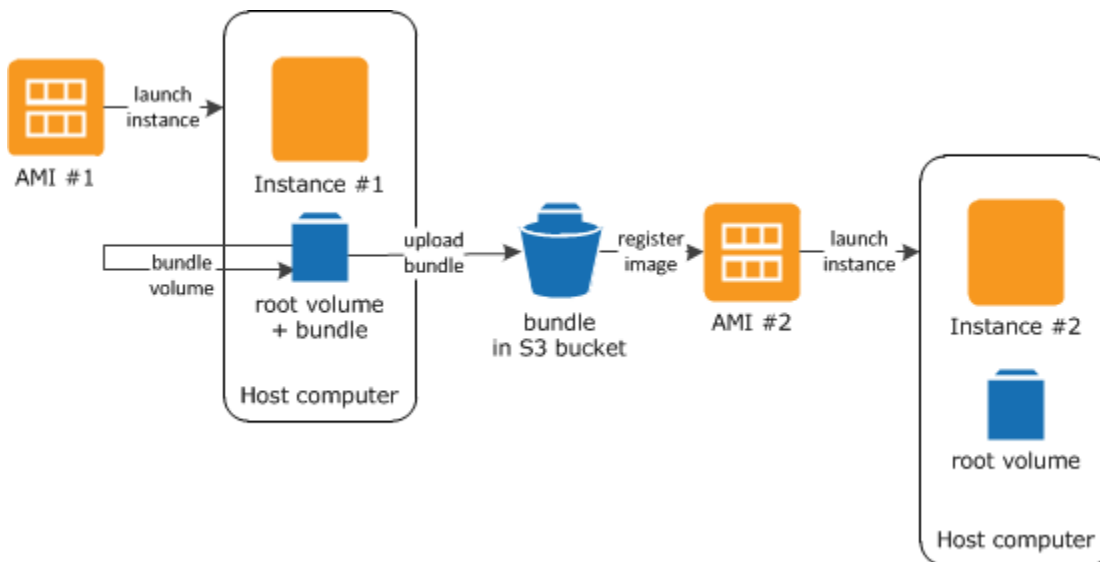 AMI #1
launch
instance
Instance #1
bundle
volume
root volume
+ bundle
Host computer
upload
bundle
bundle
in S3 bucket
register
image
AMI #2
launch
instance
Instance #2
root volume
Host computer